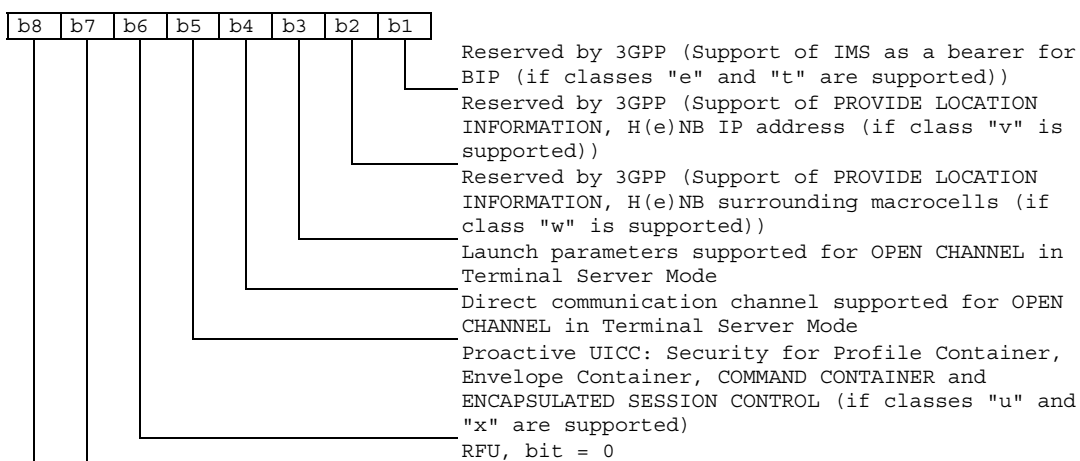 b8 b7 b6 b5 b4 b3 b2 b1
Reserved by 3GPP (Support of IMS as a bearer for
BIP (if classes "e" and "t" are supported))
Reserved by 3GPP (Support of PROVIDE LOCATION
INFORMATION, H(e)NB IP address (if class "v" is
supported))
Reserved by 3GPP (Support of PROVIDE LOCATION
INFORMATION, H(e)NB surrounding macrocells (if
class "w" is supported))
Launch parameters supported for OPEN CHANNEL in
Terminal Server Mode
Direct communication channel supported for OPEN
CHANNEL in Terminal Server Mode
Proactive UICC: Security for Profile Container,
Envelope Container, COMMAND CONTAINER and
ENCAPSULATED SESSION CONTROL (if classes "u" and
"x" are supported)
RFU, bit = 0